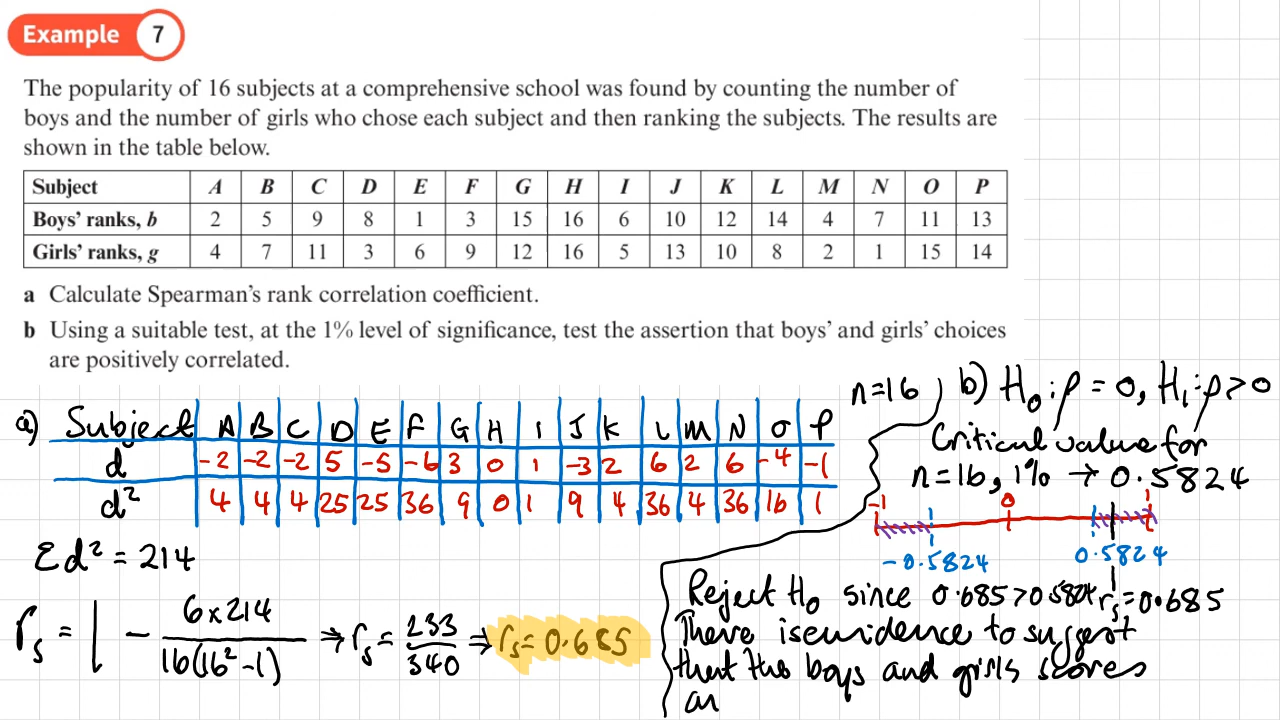 Example 7
The popularity of 16 subjects at a comprehensive school was found by counting the number of
boys and the number of girls who chose each subject and then ranking the subjects. The results are
shown in the table below.
Subject A B C D E F G H I J K L M N O P
Boys' ranks, b 2 5 9 8 1 3 15 16 6 10 12 14 4 7 11 13
Girls' ranks, g 4 7 11 3 6 9 12 16 5 13 10 8 2 1 15 14
a Calculate Spearman's rank correlation coefficient.
b Using a suitable test, at the 1% level of significance, test the assertion that boys' and girls' choices
are positively correlated.
a) Subject A B C D E F G H I J K L M N O P
d -2 -2 -2 5 -5 -6 3 0 1 -3 2 6 2 6 -4 -1
d² 4 4 4 25 25 36 9 0 1 9 4 36 4 36 16 1
Σd² = 214
r_s = 1 - 6×214 / 16(16²-1) ⇒ r_s = 233/340 ⇒ r_s = 0.685
n=16
b) H₀: ρ = 0, H₁: ρ > 0
Critical value for
n=16, 1% → 0.5824
-1 0 1
-0.5824 0.5824
r_s = 0.685
Reject H₀ since 0.685 > 0.5824
There is evidence to suggest
that the boys and girls scores
ar